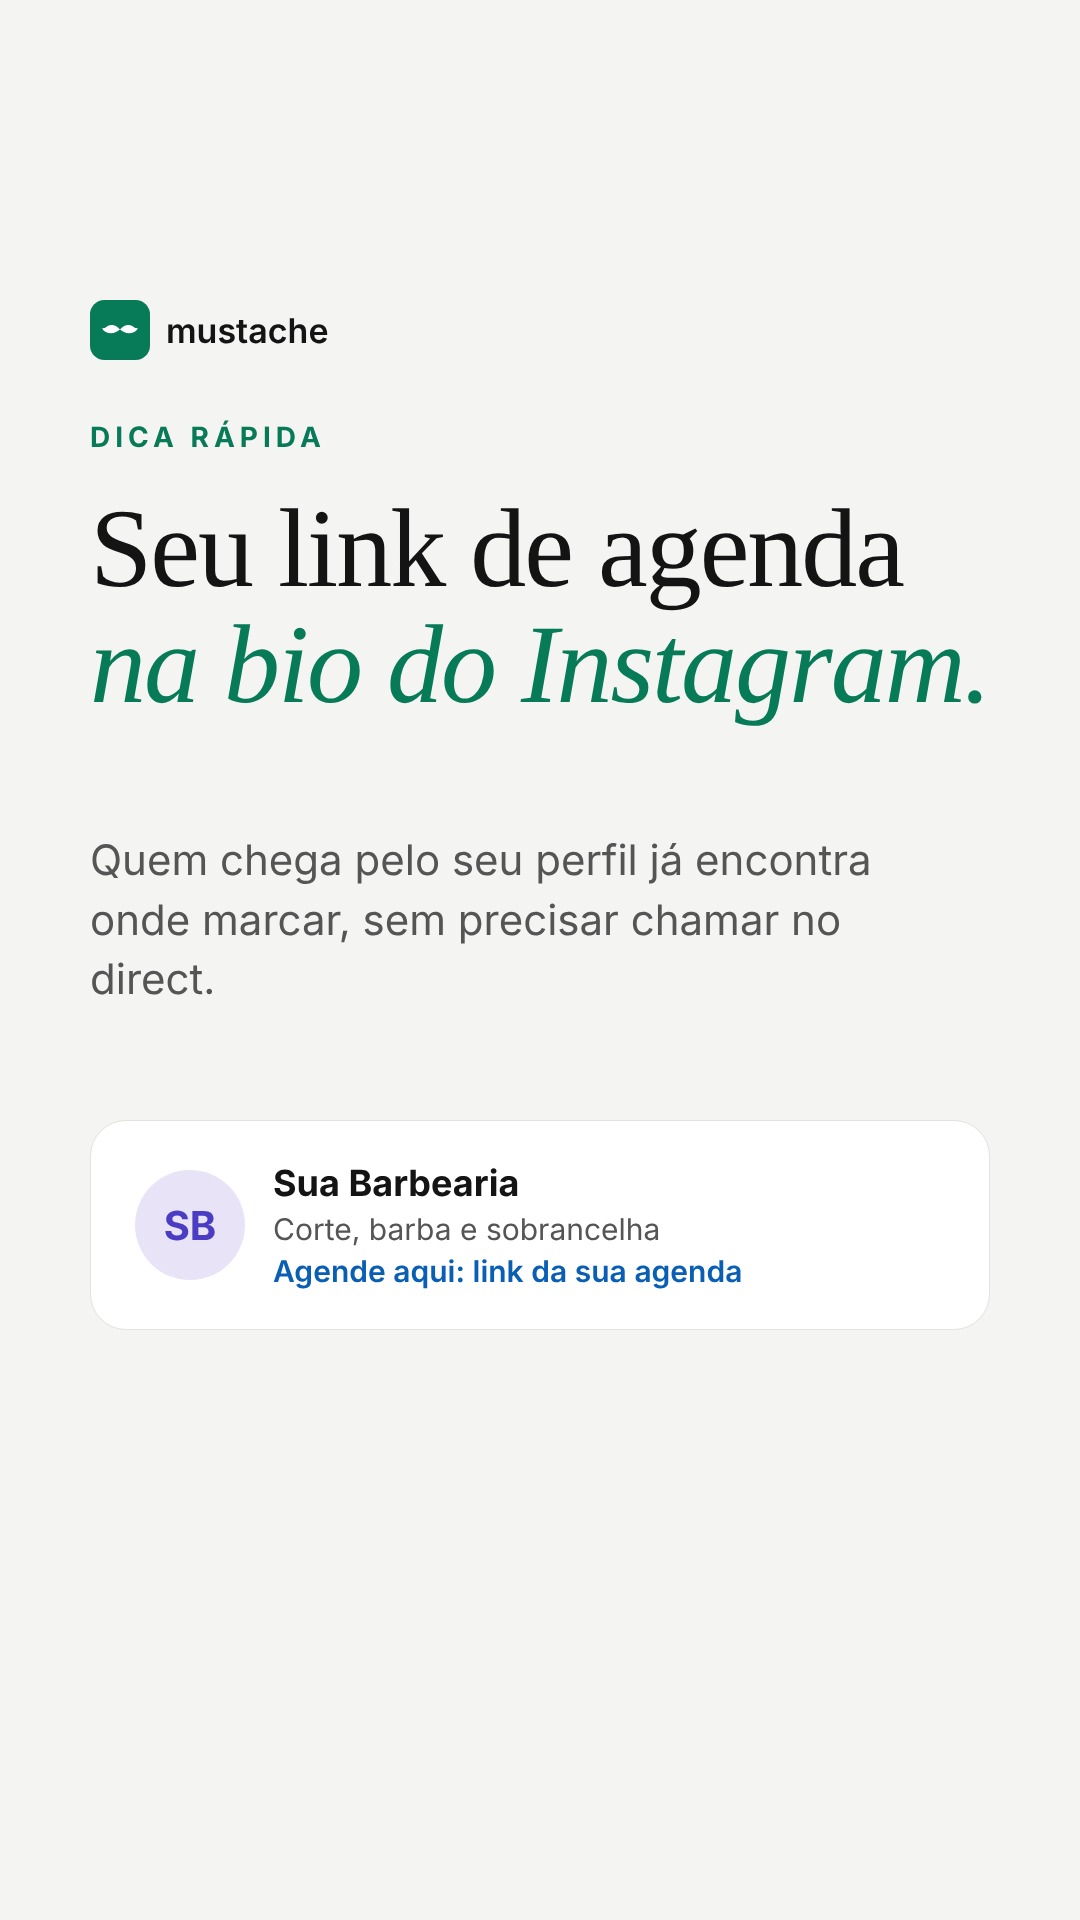 mustache
DICA RÁPIDA
Seu link de agenda
na bio do Instagram.
Quem chega pelo seu perfil já encontra
onde marcar, sem precisar chamar no
direct.
SB
Sua Barbearia
Corte, barba e sobrancelha
Agende aqui: link da sua agenda